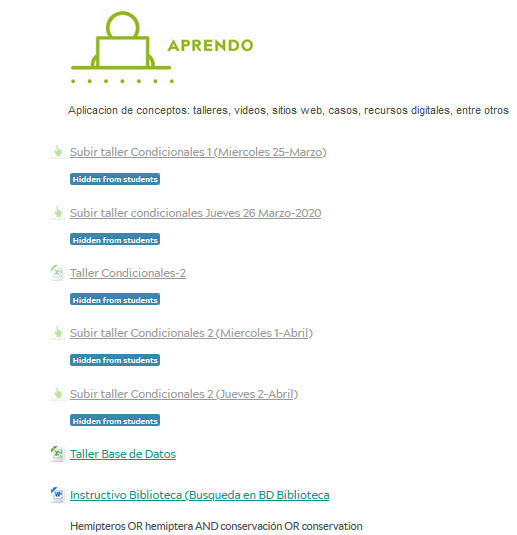 APRENDO
Aplicacion de conceptos: talleres, videos, sitios web, casos, recursos digitales, entre otros
Subir taller Condicionales 1 (Miercoles 25-Marzo)
Hidden from students
Subir taller condicionales Jueves 26 Marzo-2020
Hidden from students
Taller Condicionales-2
Hidden from students
Subir taller Condicionales 2 (Miercoles 1-Abril)
Hidden from students
Subir taller Condicionales 2 (Jueves 2-Abril)
Hidden from students
Taller Base de Datos
Instructivo Biblioteca (Busqueda en BD Biblioteca
Hemípteros OR hemiptera AND conservación OR conservation